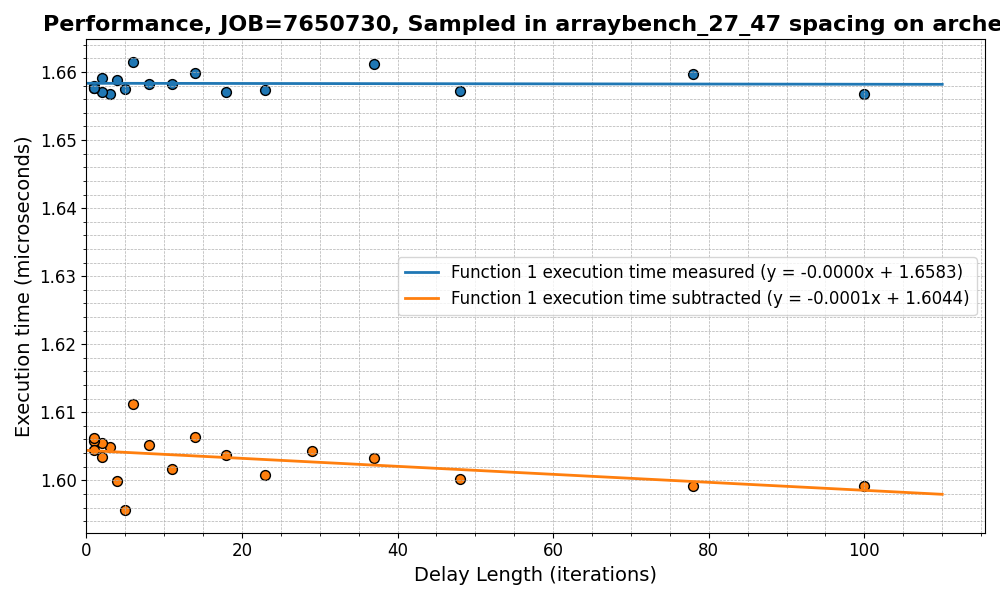 Performance, JOB=7650730, Sampled in arraybench_27_47 spacing on arche
Execution time (microseconds)
1.66
1.65
1.64
1.63
1.62
1.61
1.60
Function 1 execution time measured (y = -0.0000x + 1.6583)
Function 1 execution time subtracted (y = -0.0001x + 1.6044)
0 20 40 60 80 100
Delay Length (iterations)